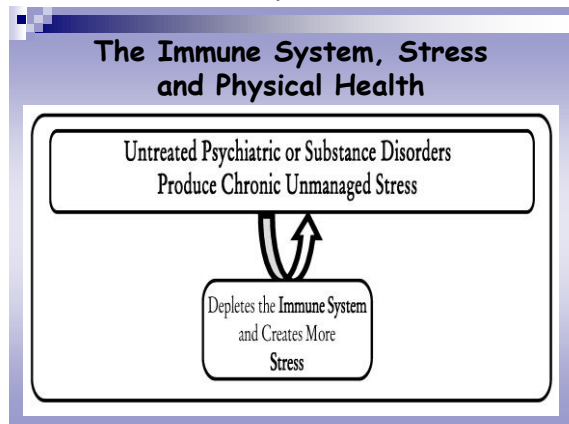 The Immune System, Stress
and Physical Health
Untreated Psychiatric or Substance Disorders
Produce Chronic Unmanaged Stress
Depletes the Immune System
and Creates More
Stress